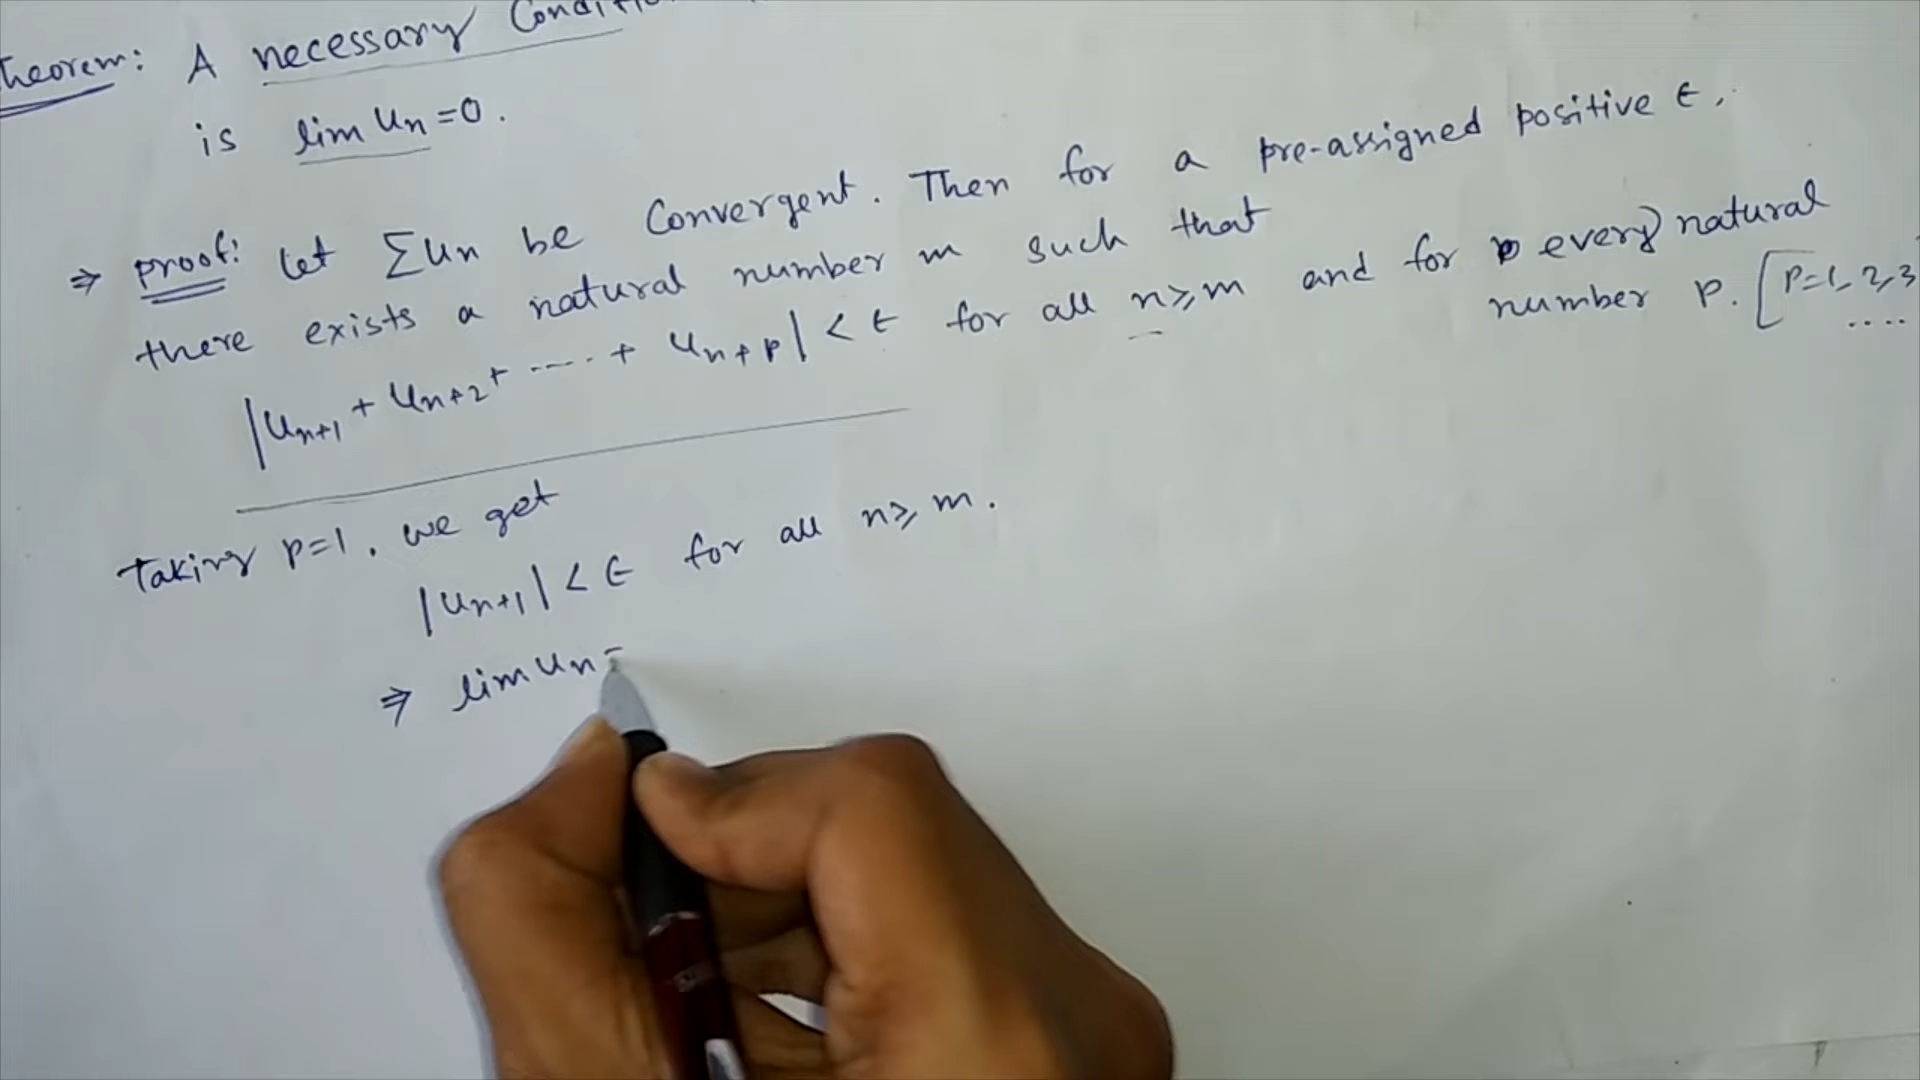 Theorem: A necessary Condition
is lim un=0.
⇒ proof: Let ∑un be Convergent. Then for a pre-assigned positive ϵ,
there exists a natural number m such that
|un+1 + un+2+ ----- + un+p| < ϵ for all n≥m and for every natural
number p. [P=1, 2, 3
....
Taking p=1, we get
|un+1| < ϵ for all n≥m.
⇒ lim un=